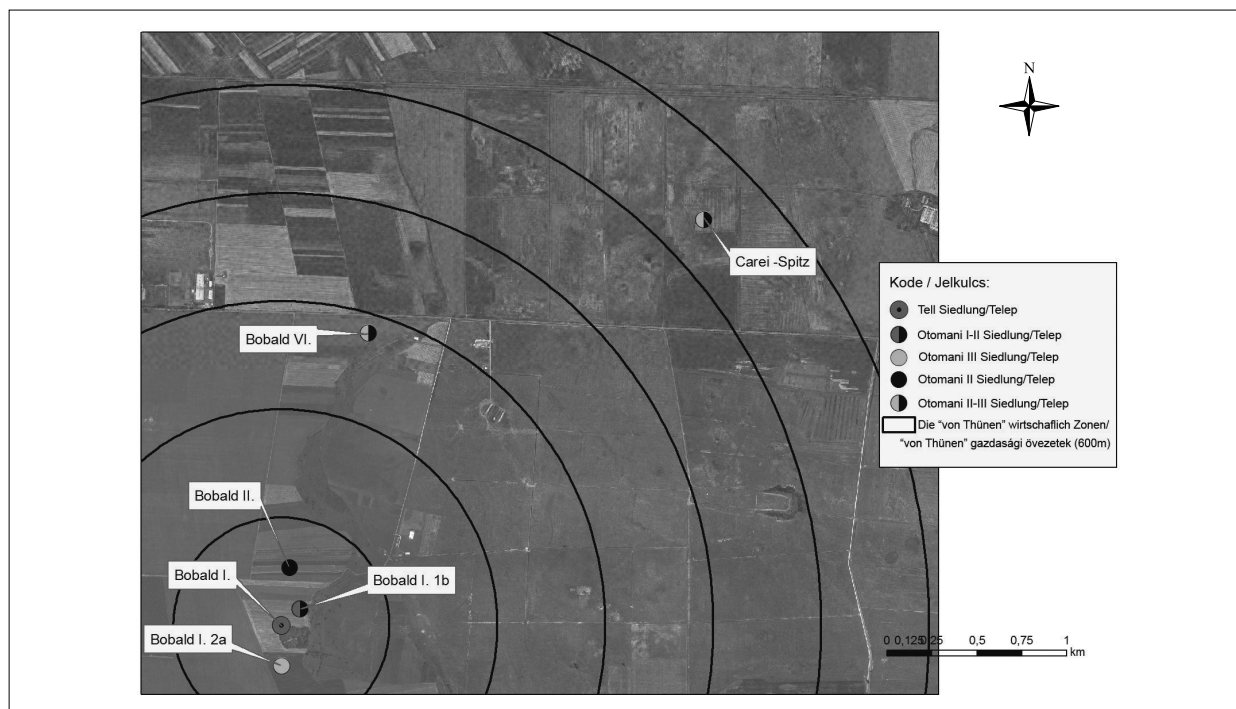 N
Carei -Spitz
Kode / Jelkulcs:
Tell Siedlung/Telep
Otomani I-II Siedlung/Telep
Otomani III Siedlung/Telep
Otomani II Siedlung/Telep
Otomani II-III Siedlung/Telep
Die “von Thünen” wirtschaflich Zonen/
“von Thünen” gazdasági övezetek (600m)
Bobald VI.
Bobald II.
Bobald I.
Bobald I. 1b
Bobald I. 2a
0 0,125 0,25 0,5 0,75 1
km